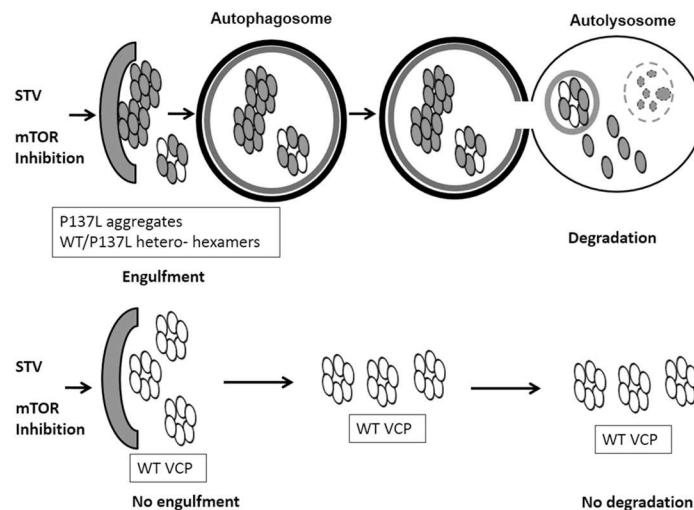 Autophagosome
Autolysosome
STV
mTOR
Inhibition
P137L aggregates
WT/P137L hetero- hexamers
Engulfment
Degradation
STV
mTOR
Inhibition
WT VCP
WT VCP
WT VCP
No engulfment
No degradation